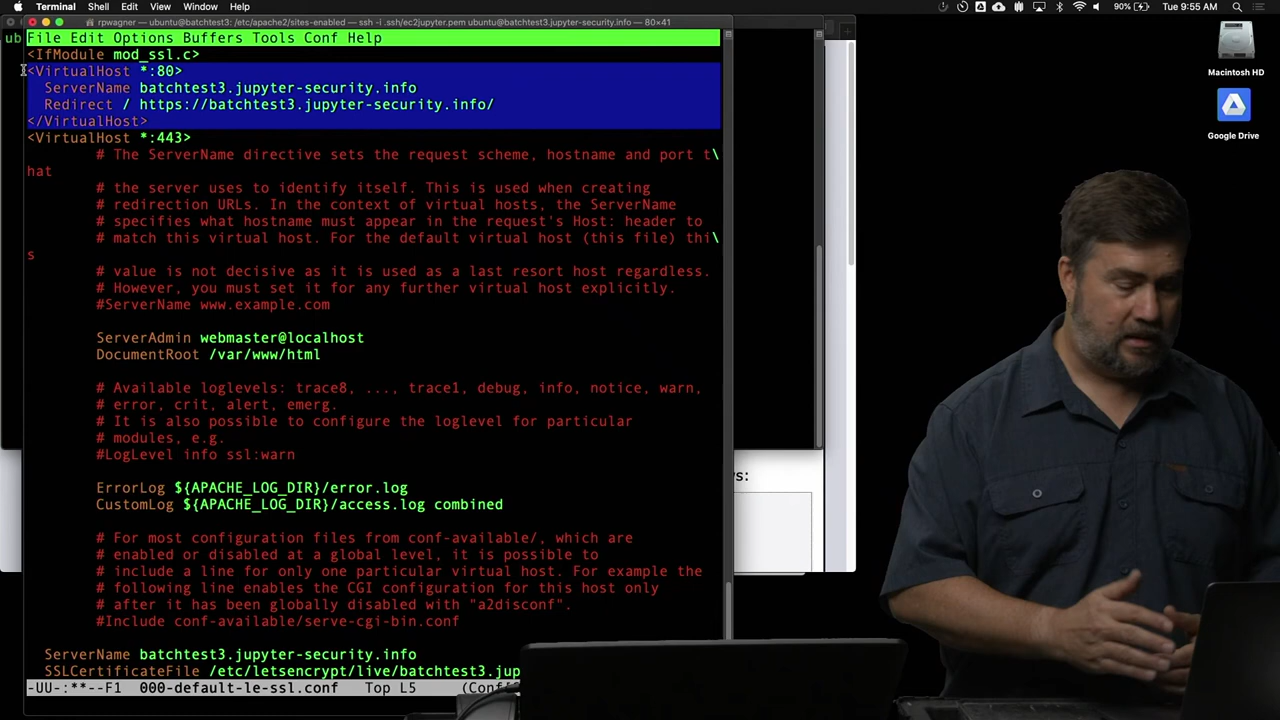 Terminal Shell Edit View Window Help 90% Tue 9:55 AM
rpwagner — ubuntu@batchtest3: /etc/apache2/sites-enabled — ssh -i .ssh/ec2jupyter.pem ubuntu@batchtest3.jupyter-security.info — 80×41
ub
File Edit Options Buffers Tools Conf Help
<IfModule mod_ssl.c>
<VirtualHost *:80>
ServerName batchtest3.jupyter-security.info
Redirect / https://batchtest3.jupyter-security.info/
</VirtualHost>
<VirtualHost *:443>
# The ServerName directive sets the request scheme, hostname and port t\
hat
# the server uses to identify itself. This is used when creating
# redirection URLs. In the context of virtual hosts, the ServerName
# specifies what hostname must appear in the request's Host: header to
# match this virtual host. For the default virtual host (this file) thi\
s
# value is not decisive as it is used as a last resort host regardless.
# However, you must set it for any further virtual host explicitly.
#ServerName www.example.com
ServerAdmin webmaster@localhost
DocumentRoot /var/www/html
# Available loglevels: trace8, ..., trace1, debug, info, notice, warn,
# error, crit, alert, emerg.
# It is also possible to configure the loglevel for particular
# modules, e.g.
#LogLevel info ssl:warn
ErrorLog ${APACHE_LOG_DIR}/error.log
CustomLog ${APACHE_LOG_DIR}/access.log combined
# For most configuration files from conf-available/, which are
# enabled or disabled at a global level, it is possible to
# include a line for only one particular virtual host. For example the
# following line enables the CGI configuration for this host only
# after it has been globally disabled with "a2disconf".
#Include conf-available/serve-cgi-bin.conf
ServerName batchtest3.jupyter-security.info
SSLCertificateFile /etc/letsencrypt/live/batchtest3.jup
-UU-:**--F1 000-default-le-ssl.conf Top L5 (Conf
s:
Macintosh HD
Google Drive